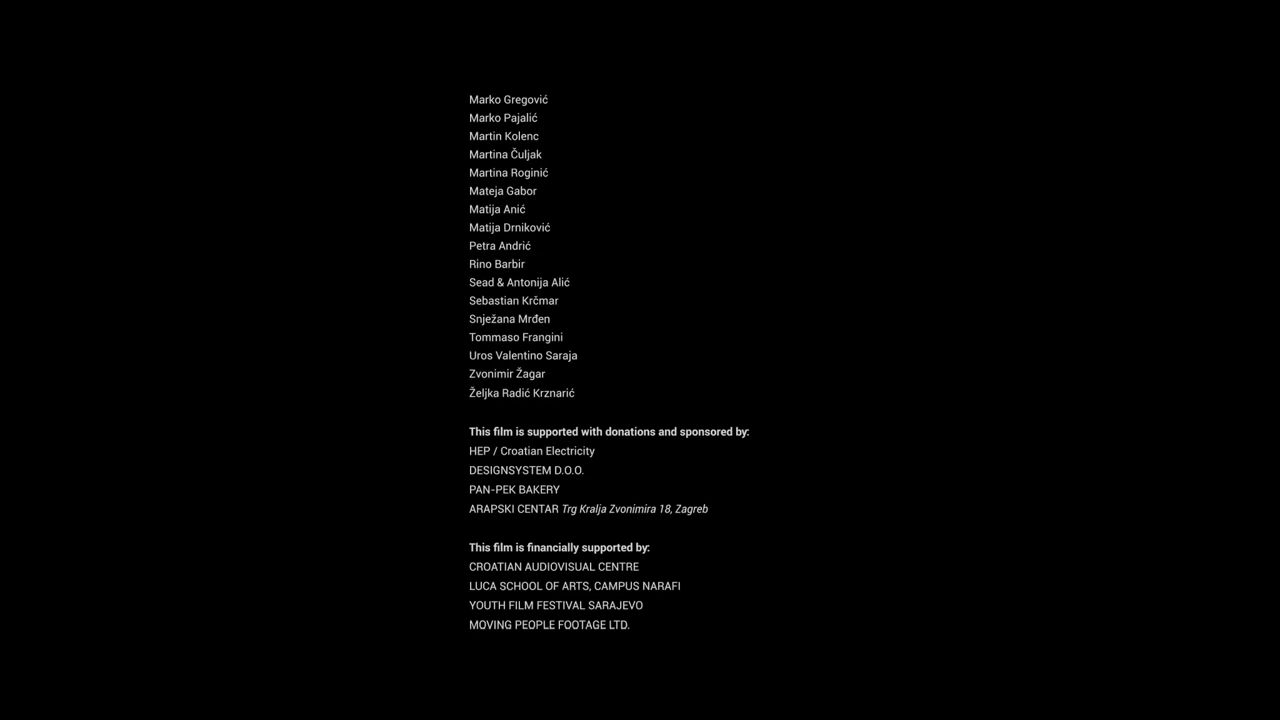 Marko Gregović
Marko Pajalić
Martin Kolenc
Martina Čuljak
Martina Roginić
Mateja Gabor
Matija Anić
Matija Drniković
Petra Andrić
Rino Barbir
Sead & Antonija Alić
Sebastian Krčmar
Snježana Mrđen
Tommaso Frangini
Uros Valentino Saraja
Zvonimir Žagar
Željka Radić Krznarić
This film is supported with donations and sponsored by:
HEP / Croatian Electricity
DESIGNSYSTEM D.O.O.
PAN-PEK BAKERY
ARAPSKI CENTAR Trg Kralja Zvonimira 18, Zagreb
This film is financially supported by:
CROATIAN AUDIOVISUAL CENTRE
LUCA SCHOOL OF ARTS, CAMPUS NARAFI
YOUTH FILM FESTIVAL SARAJEVO
MOVING PEOPLE FOOTAGE LTD.